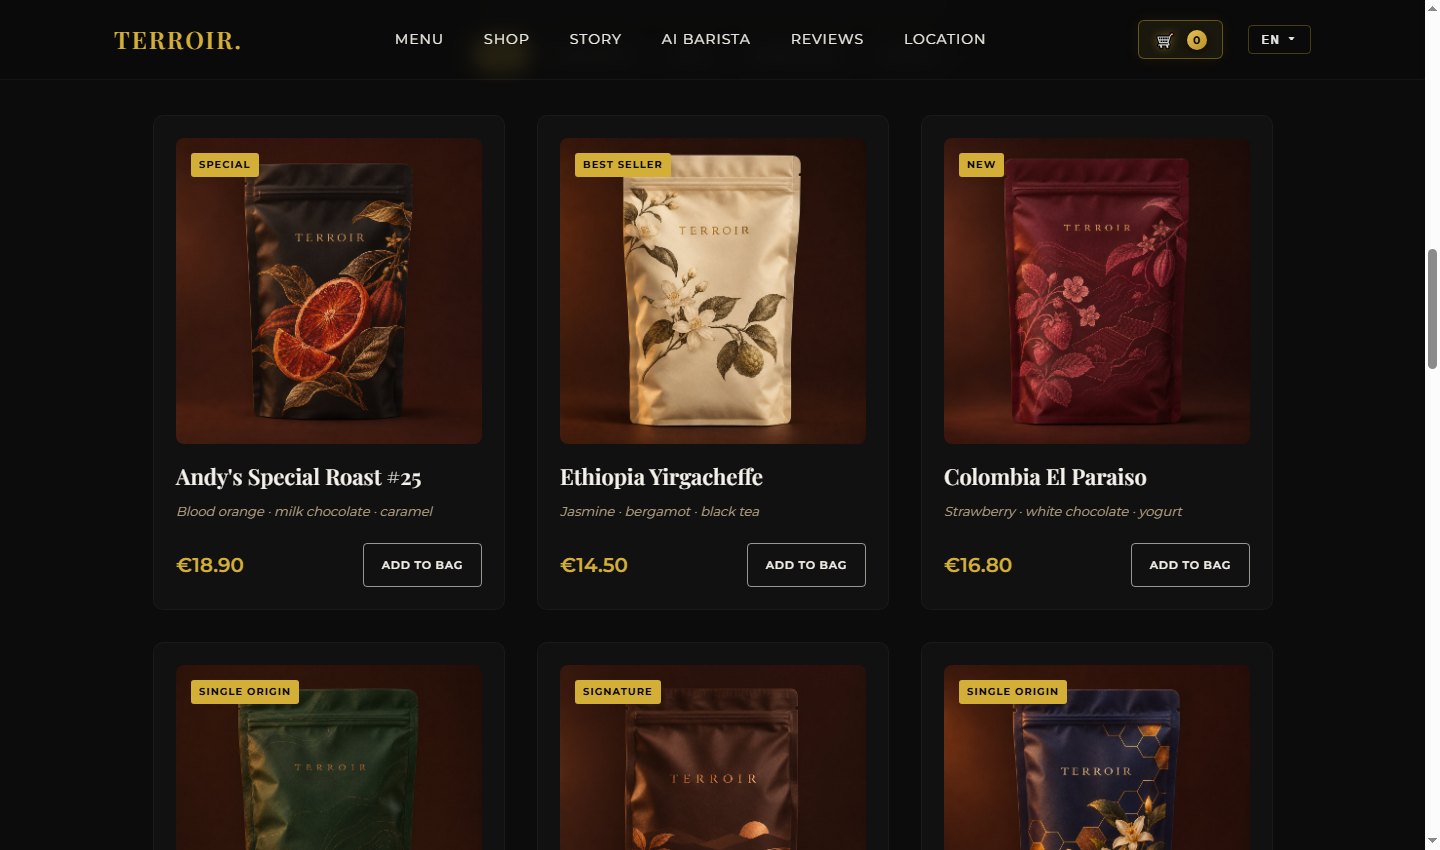 TERROIR.
MENU
SHOP
STORY
AI BARISTA
REVIEWS
LOCATION
0
EN
SPECIAL
TERROIR
Andy's Special Roast #25
Blood orange · milk chocolate · caramel
€18.90
ADD TO BAG
BEST SELLER
TERROIR
Ethiopia Yirgacheffe
Jasmine · bergamot · black tea
€14.50
ADD TO BAG
NEW
TERROIR
Colombia El Paraiso
Strawberry · white chocolate · yogurt
€16.80
ADD TO BAG
SINGLE ORIGIN
TERROIR
SIGNATURE
TERROIR
SINGLE ORIGIN
TERROIR